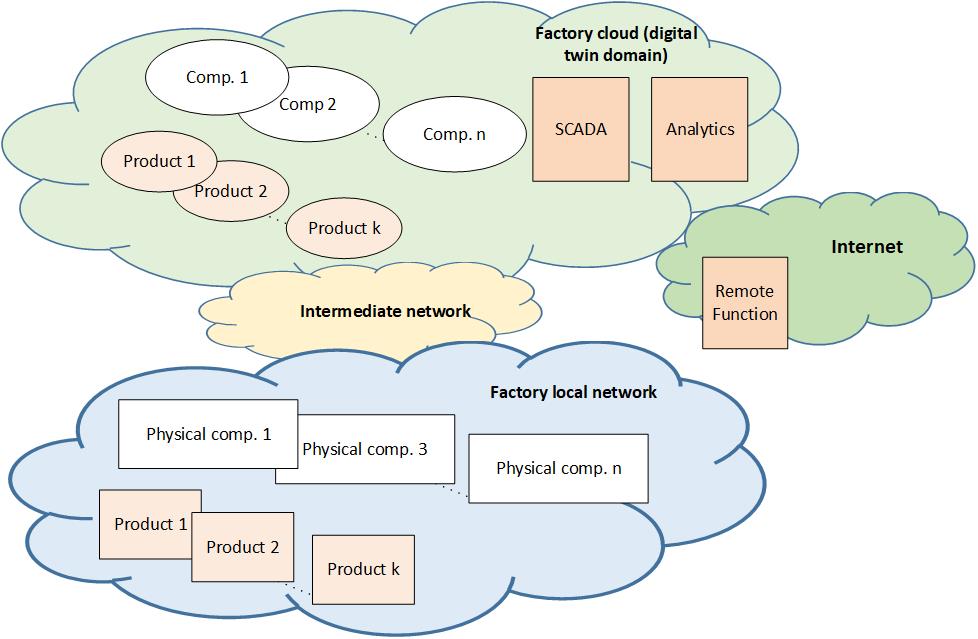 Factory cloud (digital
twin domain)
Comp. 1
Comp 2
Comp. n
SCADA
Analytics
Product 1
Product 2
Product k
Internet
Remote
Function
Intermediate network
Factory local network
Physical comp. 1
Physical comp. 3
Physical comp. n
Product 1
Product 2
Product k